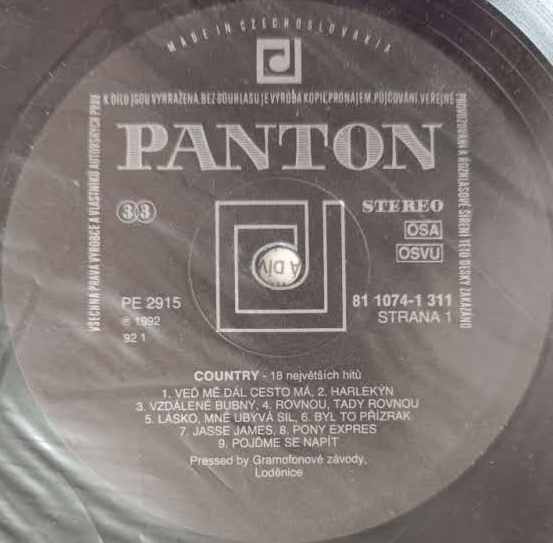 MADE IN CZECHOSLOVAKIA
VŠECHNA PRÁVA VÝROBCE A VLASTNÍKŮ AUTORSKÝCH PRÁV
K DÍLU JSOU VYHRAŽENA. BEZ SOUHLASU JE VÝROBA KOPIÍ, PRONÁJEM, PŮJČOVÁNÍ, VEŘEJNÉ
PROVOZOVÁNÍ A ROZHLASOVÉ ŠÍŘENÍ TÉTO DESKY ZAKÁZÁNO
PANTON
33
STEREO
OSA
OSVU
A DÍV
PE 2915
℗ 1992
92 1
81 1074-1 311
STRANA 1
COUNTRY - 18 největších hitů
1. VEĎ MĚ DÁL CESTO MÁ, 2. HARLEKÝN
3. VZDÁLENÉ BUBNY, 4. ROVNOU, TADY ROVNOU
5. LÁSKO, MNĚ UBÝVÁ SIL, 6. BYL TO PŘÍZRAK
7. JASSE JAMES, 8. PONY EXPRES
9. POJĎME SE NAPÍT
Pressed by Gramofonové závody,
Loděnice